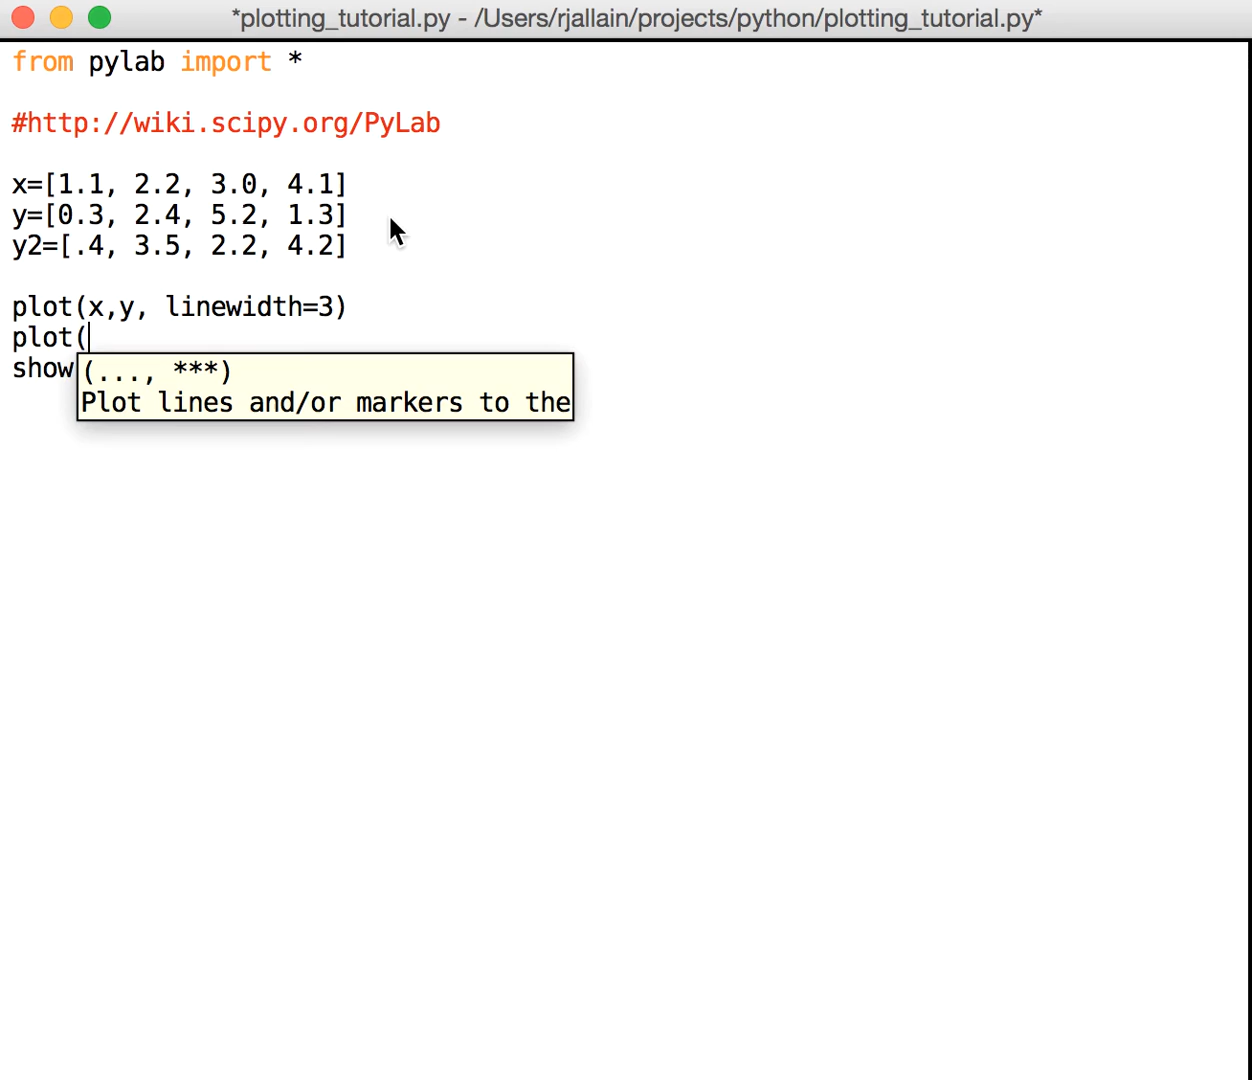 *plotting_tutorial.py - /Users/rjallain/projects/python/plotting_tutorial.py*
from pylab import *
#http://wiki.scipy.org/PyLab
x=[1.1, 2.2, 3.0, 4.1]
y=[0.3, 2.4, 5.2, 1.3]
y2=[.4, 3.5, 2.2, 4.2]
plot(x,y, linewidth=3)
plot(
show
(..., ***)
Plot lines and/or markers to the